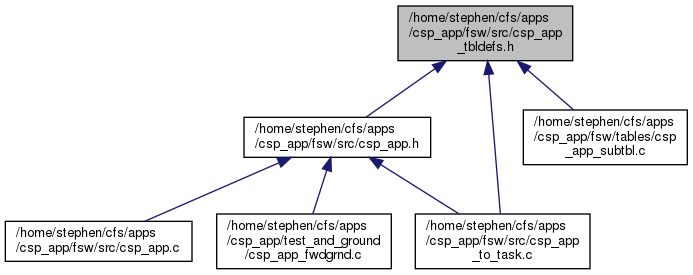 /home/stephen/cfs/apps
/csp_app/fsw/src/csp_app
_tbldefs.h
/home/stephen/cfs/apps
/csp_app/fsw/src/csp_app.h
/home/stephen/cfs/apps
/csp_app/fsw/tables/csp
_app_subtbl.c
/home/stephen/cfs/apps
/csp_app/fsw/src/csp_app.c
/home/stephen/cfs/apps
/csp_app/test_and_ground
/csp_app_fwdgrnd.c
/home/stephen/cfs/apps
/csp_app/fsw/src/csp_app
_to_task.c